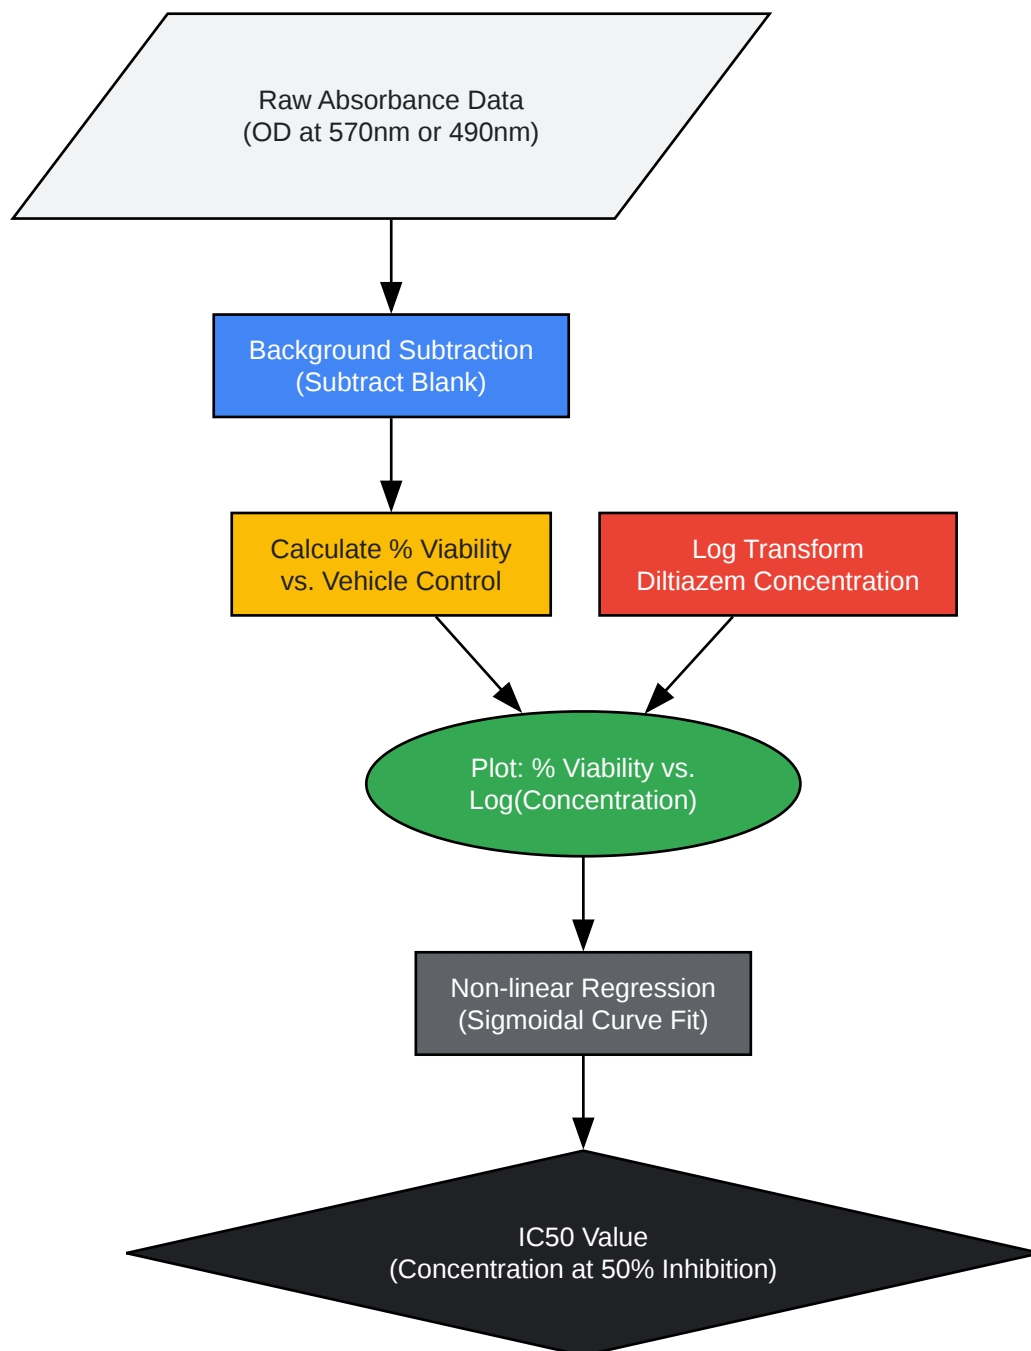 Raw Absorbance Data
(OD at 570nm or 490nm)
Background Subtraction
(Subtract Blank)
Calculate % Viability
vs. Vehicle Control
Log Transform
Diltiazem Concentration
Plot: % Viability vs.
Log(Concentration)
Non-linear Regression
(Sigmoidal Curve Fit)
IC50 Value
(Concentration at 50% Inhibition)